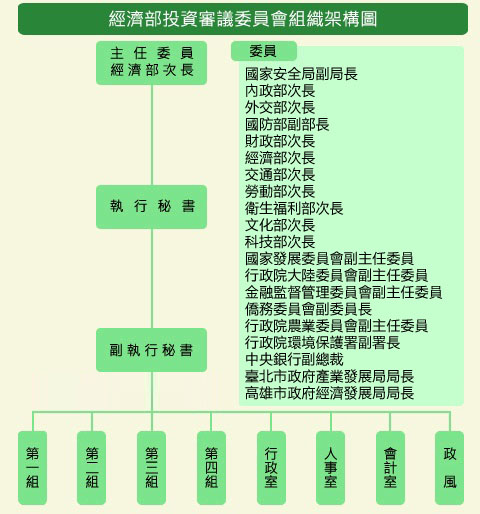 經濟部投資審議委員會組織架構圖
主任委員
經濟部次長
委員
國家安全局副局長
內政部次長
外交部次長
國防部副部長
財政部次長
經濟部次長
交通部次長
勞動部次長
衛生福利部次長
文化部次長
科技部次長
國家發展委員會副主任委員
行政院大陸委員會副主任委員
金融監督管理委員會副主任委員
僑務委員會副委員長
行政院農業委員會副主任委員
行政院環境保護署副署長
中央銀行副總裁
臺北市政府產業發展局局長
高雄市政府經濟發展局局長
執行秘書
副執行秘書
第一組
第二組
第三組
第四組
行政室
人事室
會計室
政風